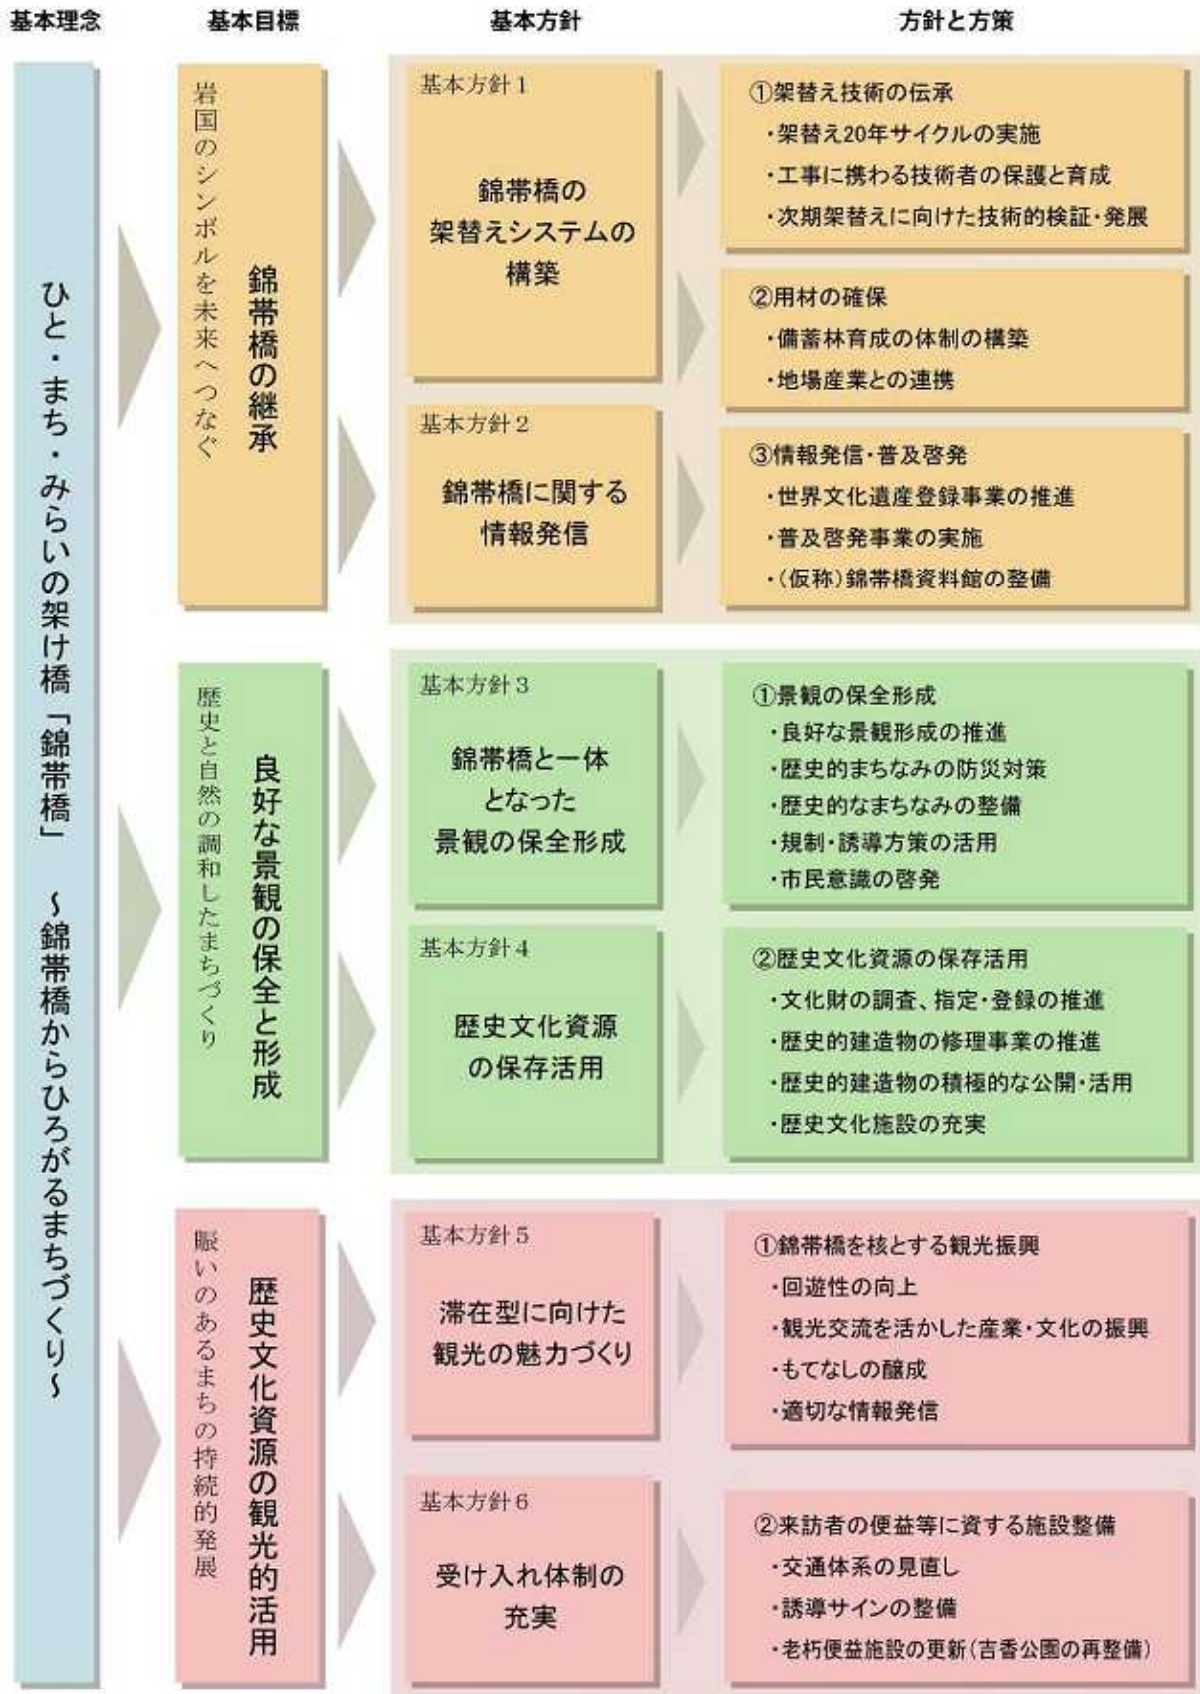 基本理念
基本目標
基本方針
方針と方策
ひと・まち・みらいの架け橋「錦帯橋」 ～錦帯橋からひろがるまちづくり～
岩国のシンボルを未来へつなぐ
錦帯橋の継承
基本方針1
錦帯橋の
架替えシステムの
構築
①架替え技術の伝承
・架替え20年サイクルの実施
・工事に携わる技術者の保護と育成
・次期架替えに向けた技術的検証・発展
②用材の確保
・備蓄林育成の体制の構築
・地場産業との連携
基本方針2
錦帯橋に関する
情報発信
③情報発信・普及啓発
・世界文化遺産登録事業の推進
・普及啓発事業の実施
・(仮称)錦帯橋資料館の整備
歴史と自然の調和したまちづくり
良好な景観の保全と形成
基本方針3
錦帯橋と一体
となった
景観の保全形成
①景観の保全形成
・良好な景観形成の推進
・歴史的まちなみの防災対策
・歴史的なまちなみの整備
・規制・誘導方策の活用
・市民意識の啓発
基本方針4
歴史文化資源
の保存活用
②歴史文化資源の保存活用
・文化財の調査、指定・登録の推進
・歴史的建造物の修理事業の推進
・歴史的建造物の積極的な公開・活用
・歴史文化施設の充実
賑いのあるまちの持続的発展
歴史文化資源の観光的活用
基本方針5
滞在型に向けた
観光の魅力づくり
①錦帯橋を核とする観光振興
・回遊性の向上
・観光交流を活かした産業・文化の振興
・もてなしの醸成
・適切な情報発信
基本方針6
受け入れ体制の
充実
②来訪者の便益等に資する施設整備
・交通体系の見直し
・誘導サインの整備
・老朽便益施設の更新(吉香公園の再整備)